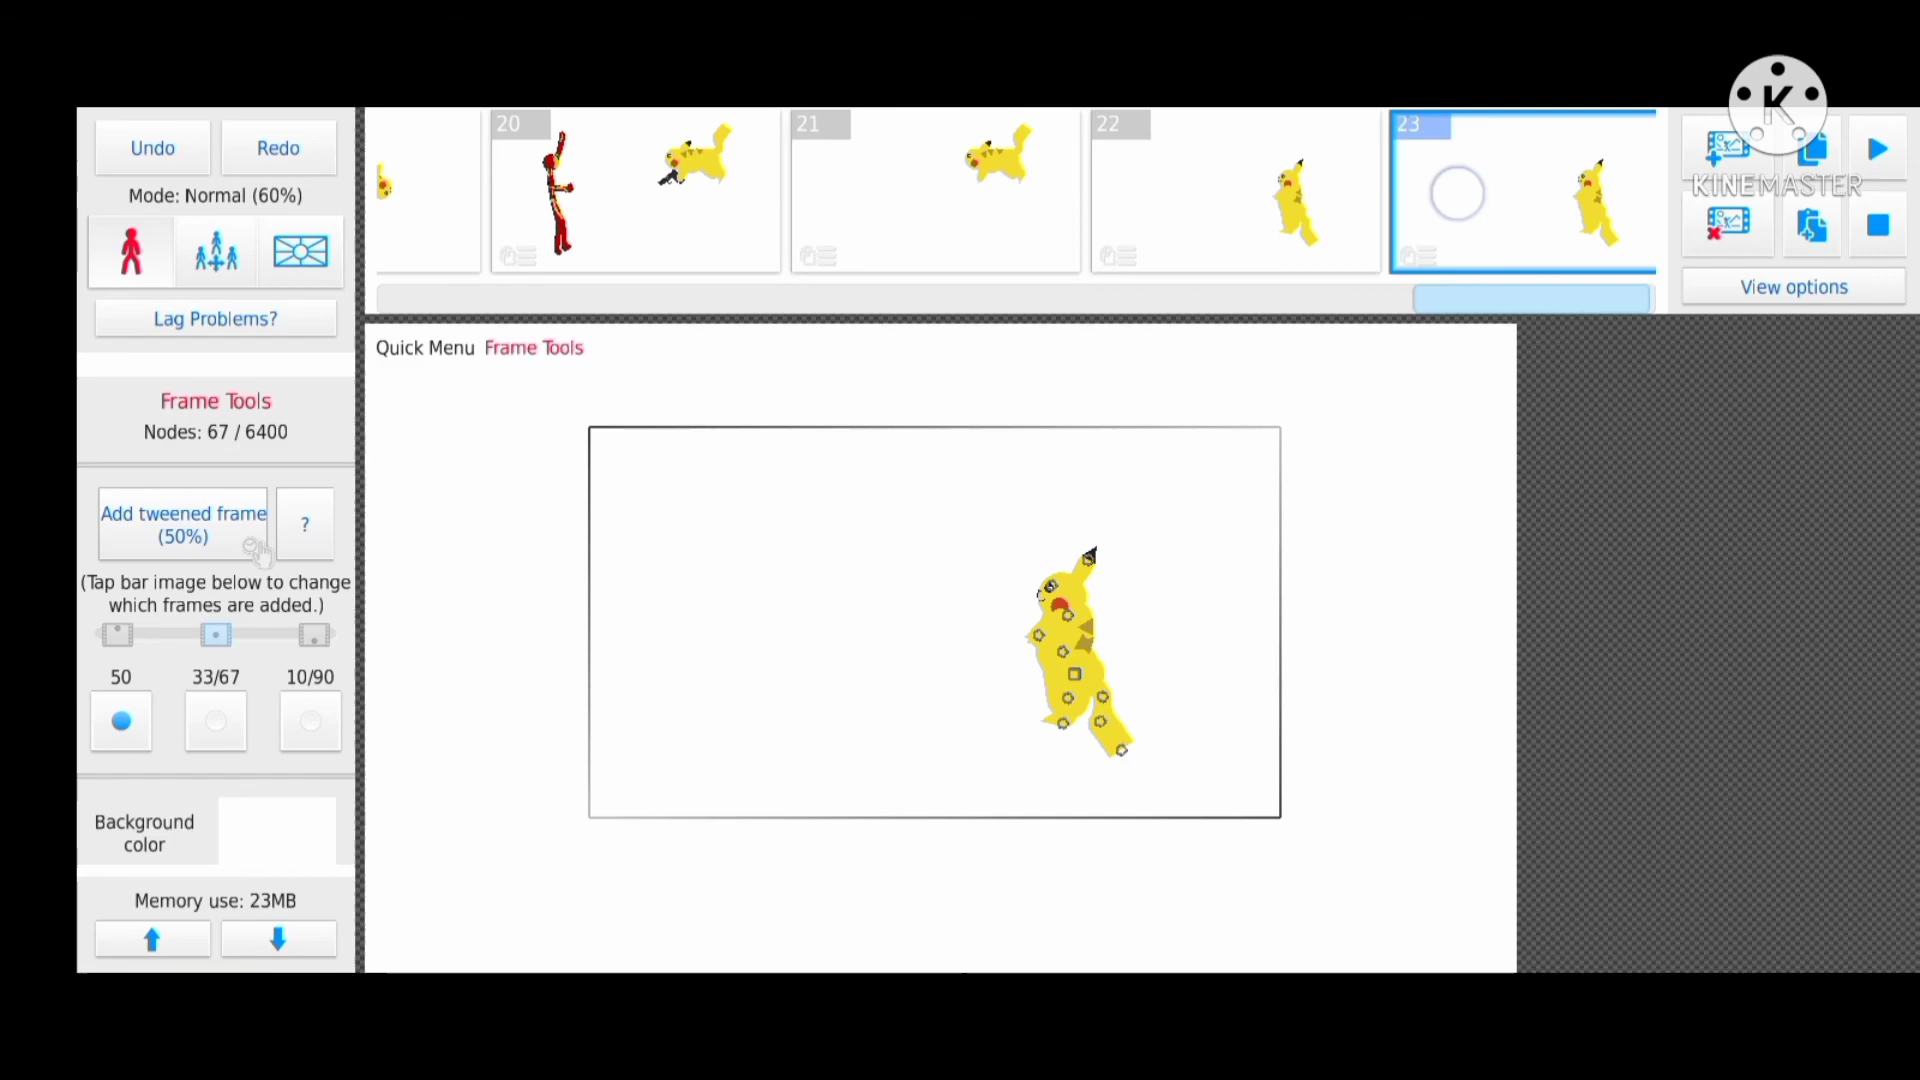 Undo
Redo
Mode: Normal (60%)
Lag Problems?
Frame Tools
Nodes: 67 / 6400
Add tweened frame
(50%)
?
(Tap bar image below to change
which frames are added.)
50
33/67
10/90
Background
color
Memory use: 23MB
20
21
22
23
K
KINEMASTER
View options
Quick Menu Frame Tools